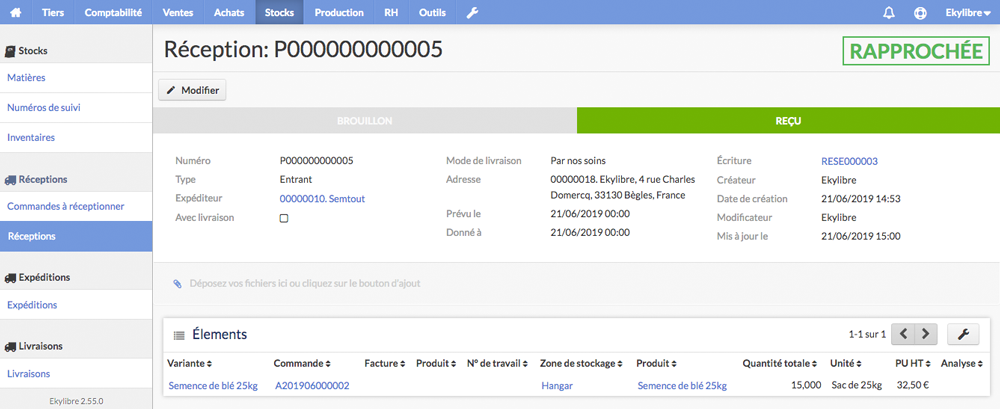 Tiers Comptabilité Ventes Achats Stocks Production RH Outils Ekylibre
Stocks
Matières
Numéros de suivi
Inventaires
Réceptions
Commandes à réceptionner
Réceptions
Expéditions
Expéditions
Livraisons
Livraisons
Ekylibre 2.55.0
Réception: P000000000005
RAPPROCHÉE
Modifier
BROUILLON REÇU
Numéro P000000000005
Type Entrant
Expéditeur 00000010. Semtout
Avec livraison
Mode de livraison Par nos soins
Adresse 00000018. Ekylibre, 4 rue Charles
Domercq, 33130 Bègles, France
Prévu le 21/06/2019 00:00
Donné à 21/06/2019 00:00
Écriture RESE000003
Créateur Ekylibre
Date de création 21/06/2019 14:53
Modificateur Ekylibre
Mis à jour le 21/06/2019 15:00
Déposez vos fichiers ici ou cliquez sur le bouton d'ajout
Élements 1-1 sur 1
Variante Commande Facture Produit N° de travail Zone de stockage Produit Quantité totale Unité PU HT Analyse
Semence de blé 25kg A201906000002 Hangar Semence de blé 25kg 15,000 Sac de 25kg 32,50 €